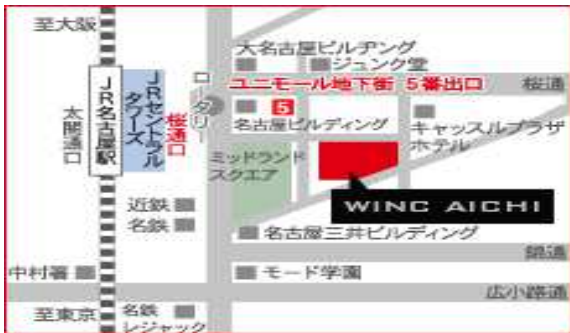 至大阪
大名古屋ビルヂング
ジュンク堂
ロータリー
ユニモール地下街 5番出口
桜通
JR名古屋駅
JRセントラル
タワーズ
桜通口
太閤通口
5
名古屋ビルディング
キャッスルプラザ
ホテル
ミッドランド
スクエア
WINC AICHI
近鉄
名鉄
名古屋三井ビルディング
錦通
中村署
モード学園
広小路通
至東京
名鉄
レジャック